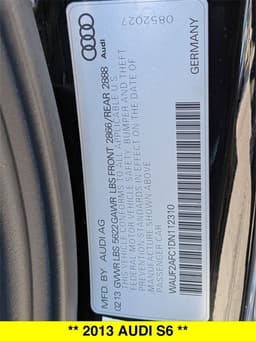 MFD. BY AUDI AG
02 13 GVWR LBS 5622 GAWR LBS FRONT 2866/REAR 2888
THIS VEHICLE CONFORMS TO ALL APPLICABLE U.S.
FEDERAL MOTOR VEHICLE SAFETY, BUMPER AND THEFT
PREVENTION STANDARDS IN EFFECT ON THE DATE OF
MANUFACTURE SHOWN ABOVE
PASSENGER CAR
WAUF2AFC1DN112310
Audi
0852027
GERMANY
** 2013 AUDI S6 **